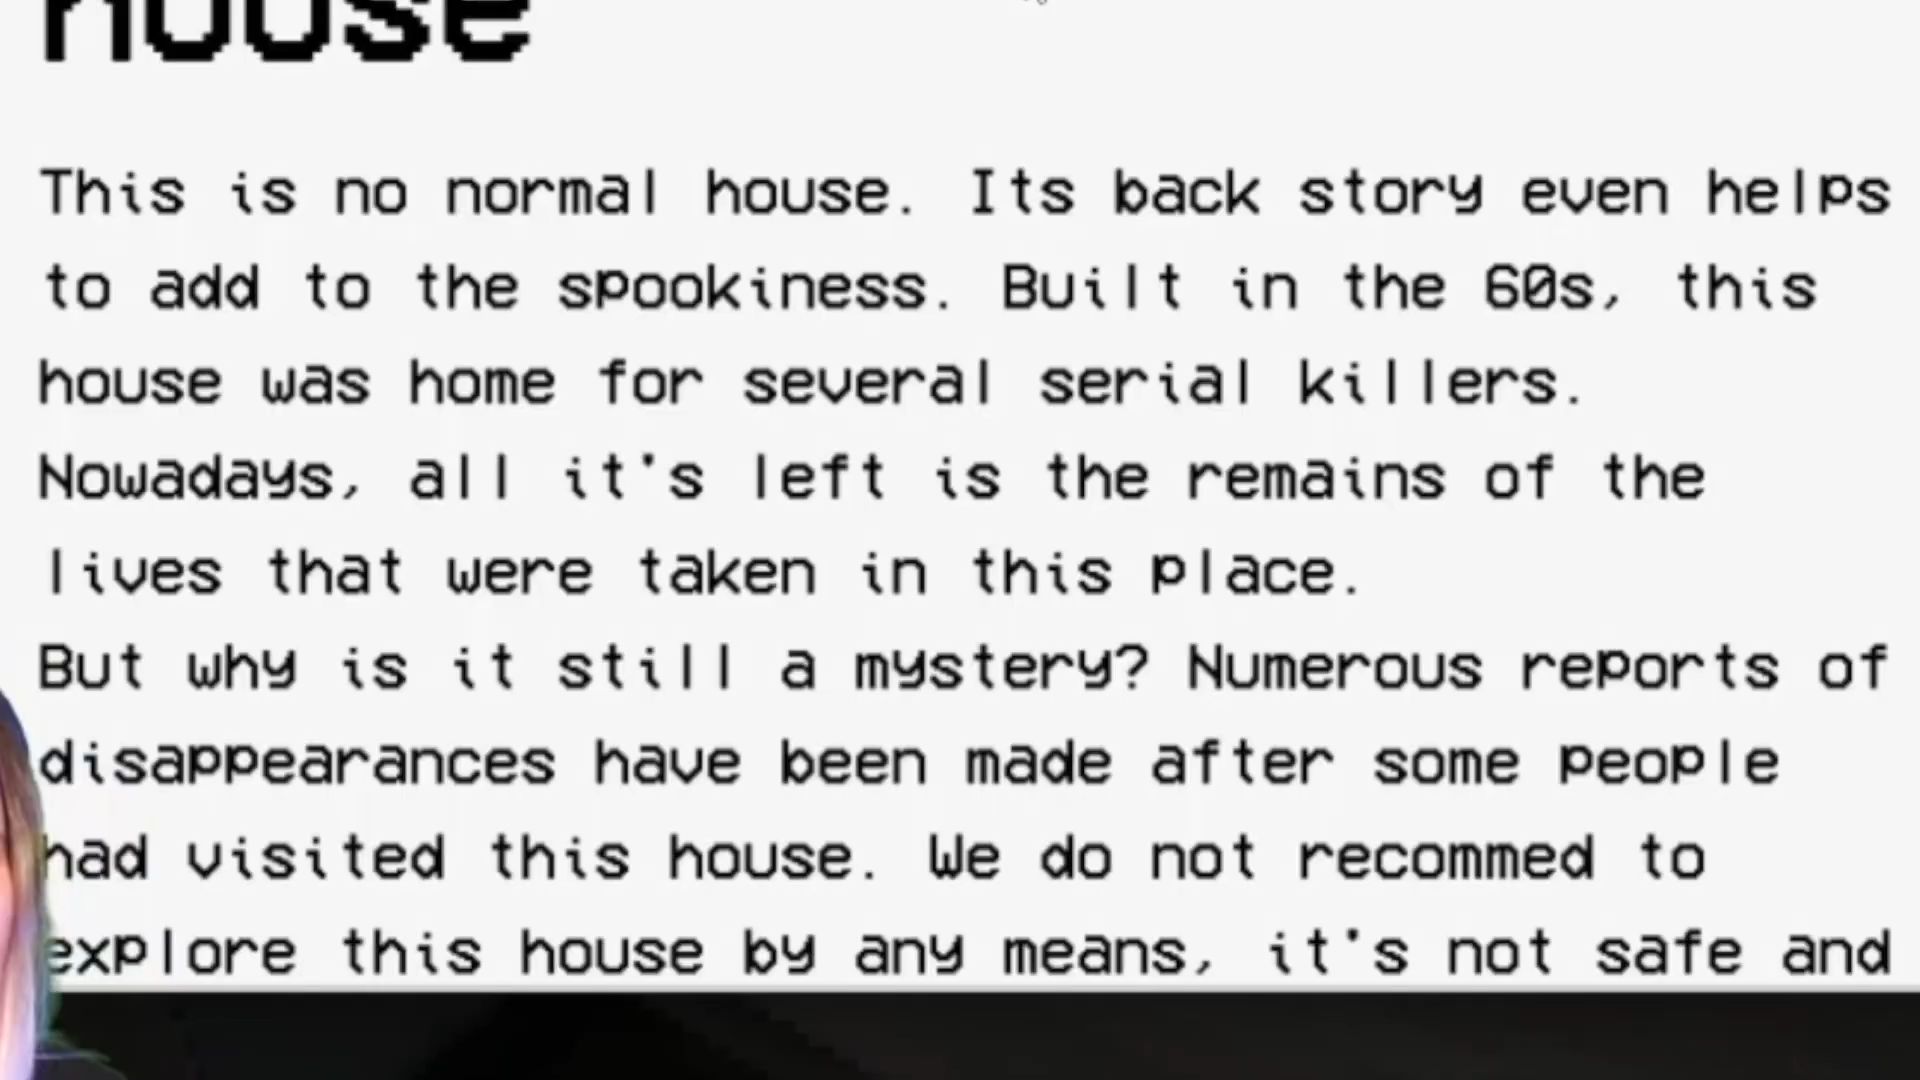 house
This is no normal house. Its back story even helps
to add to the spookiness. Built in the 60s, this
house was home for several serial killers.
Nowadays, all it's left is the remains of the
lives that were taken in this place.
But why is it still a mystery? Numerous reports of
disappearances have been made after some people
had visited this house. We do not recommed to
explore this house by any means, it's not safe and